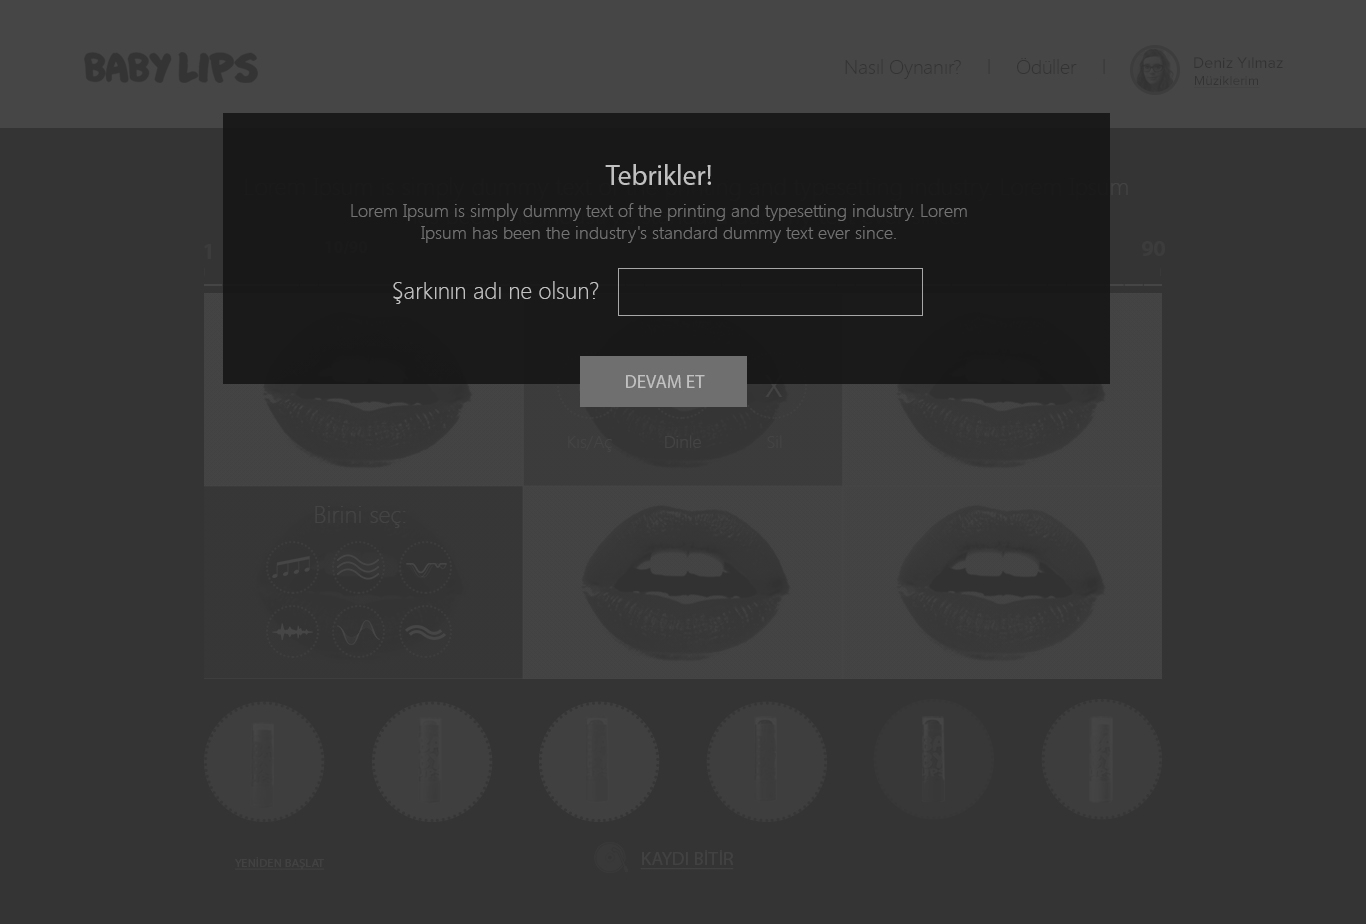 BABY LIPS
Nasıl Oynanır?
Ödüller
Deniz Yılmaz
Müziklerim
Tebrikler!
Lorem Ipsum is simply dummy text of the printing and typesetting industry. Lorem
Ipsum has been the industry's standard dummy text ever since.
1
90
Şarkının adı ne olsun?
DEVAM ET
X
Kıs/Aç
Dinle
Sil
Birini seç:
YENİDEN BAŞLAT
KAYDI BİTİR